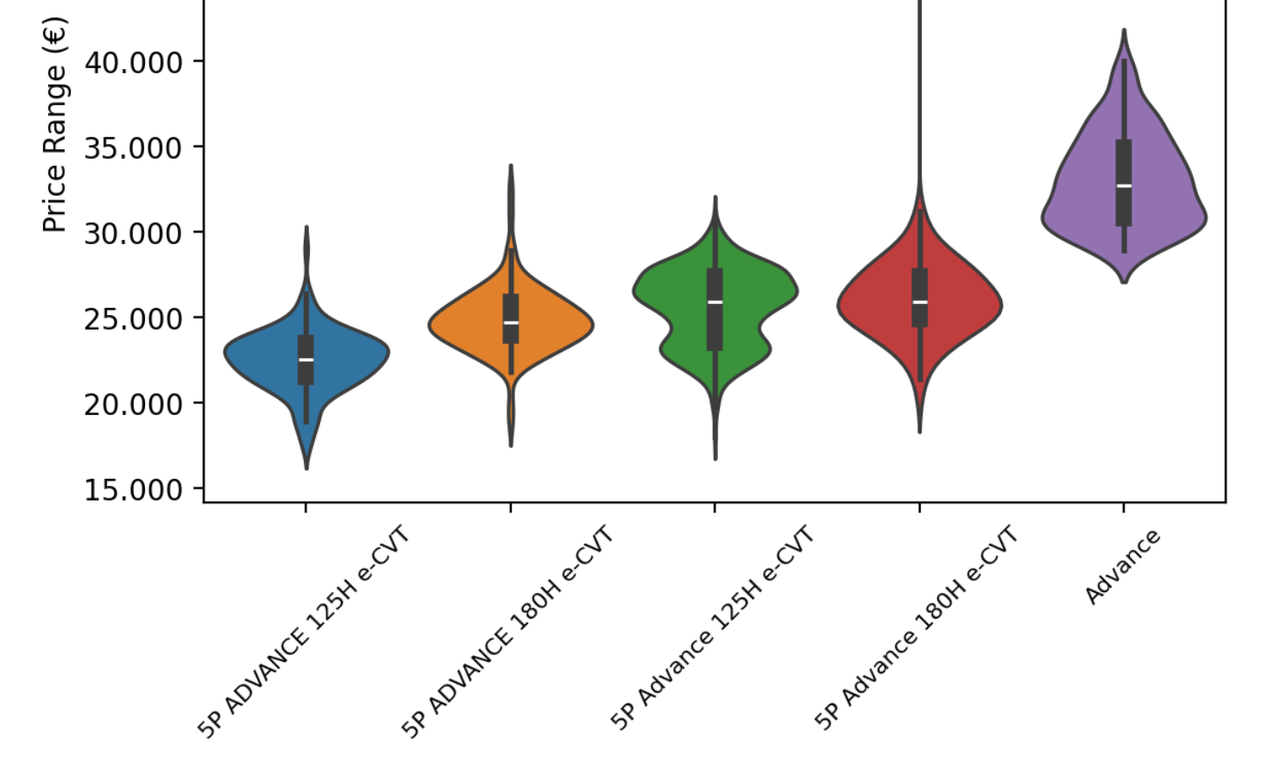 Price Range (€)
40.000
35.000
30.000
25.000
20.000
15.000
5P ADVANCE 125H e-CVT
5P ADVANCE 180H e-CVT
5P Advance 125H e-CVT
5P Advance 180H e-CVT
Advance